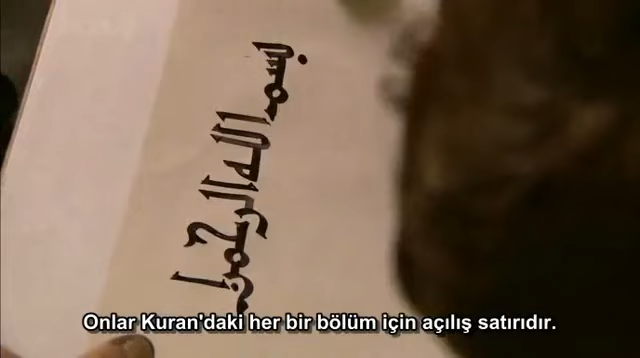 بسم الله الرحمن
Onlar Kuran'daki her bir bölüm için açılış satırıdır.